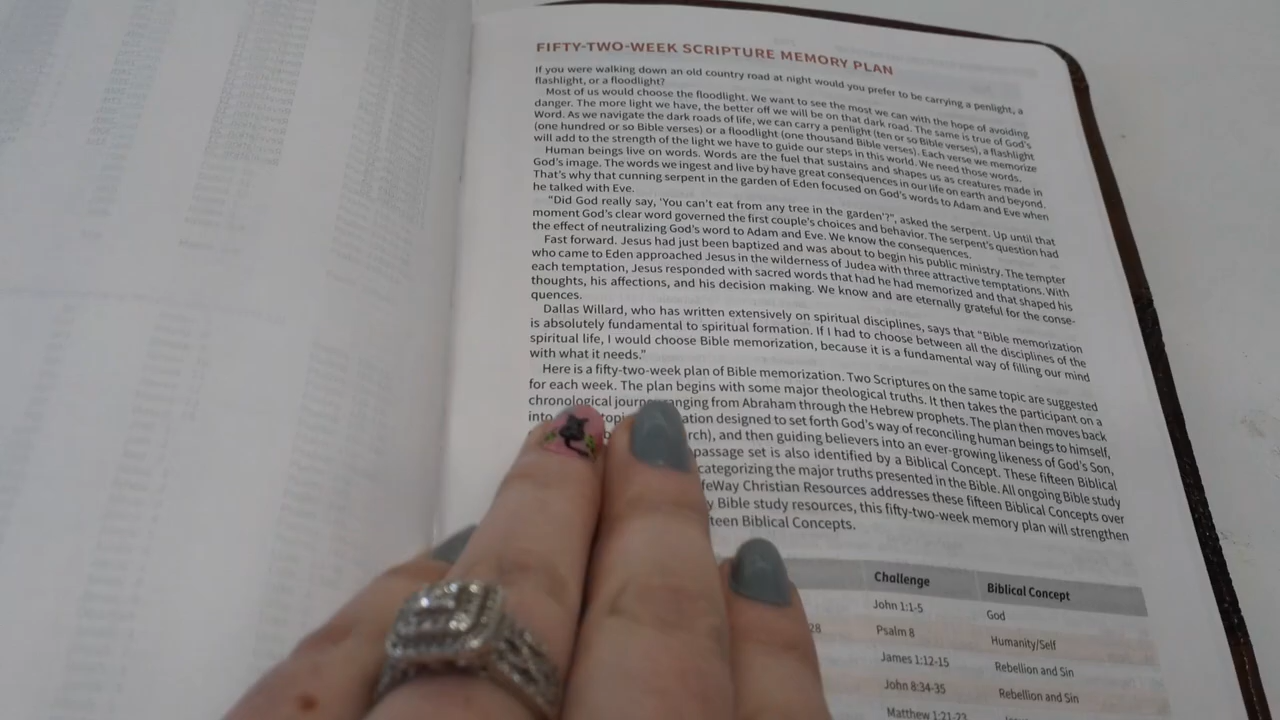 FIFTY-TWO-WEEK SCRIPTURE MEMORY PLAN
If you were walking down an old country road at night would you prefer to be carrying a penlight, a
flashlight, or a floodlight?
Most of us would choose the floodlight. We want to see the most we can with the hope of avoiding
danger. The more light we have, the better off we will be on that dark road. The same is true of God's
Word. As we navigate the dark roads of life, we can carry a penlight (ten or so Bible verses), a flashlight
(one hundred or so Bible verses) or a floodlight (one thousand Bible verses). Each verse we memorize
will add to the strength of the light we have to guide our steps in this world. We need those words.
Human beings live on words. Words are the fuel that sustains and shapes us as creatures made in
God's image. The words we ingest and live by have great consequences in our life on earth and beyond.
That's why that cunning serpent in the garden of Eden focused on God's words to Adam and Eve when
he talked with Eve.
"Did God really say, 'You can't eat from any tree in the garden'?", asked the serpent. Up until that
moment God's clear word governed the first couple's choices and behavior. The serpent's question had
the effect of neutralizing God's word to Adam and Eve. We know the consequences.
Fast forward. Jesus had just been baptized and was about to begin his public ministry. The tempter
who came to Eden approached Jesus in the wilderness of Judea with three attractive temptations. With
each temptation, Jesus responded with sacred words that had he had memorized and that shaped his
thoughts, his affections, and his decision making. We know and are eternally grateful for the conse-
quences.
Dallas Willard, who has written extensively on spiritual disciplines, says that "Bible memorization
is absolutely fundamental to spiritual formation. If I had to choose between all the disciplines of the
spiritual life, I would choose Bible memorization, because it is a fundamental way of filling our mind
with what it needs."
Here is a fifty-two-week plan of Bible memorization. Two Scriptures on the same topic are suggested
for each week. The plan begins with some major theological truths. It then takes the participant on a
chronological journ ranging from Abraham through the Hebrew prophets. The plan then moves back
into topi ation designed to set forth God's way of reconciling human beings to himself,
rch), and then guiding believers into an ever-growing likeness of God's Son,
passage set is also identified by a Biblical Concept. These fifteen Biblical
categorizing the major truths presented in the Bible. All ongoing Bible study
feWay Christian Resources addresses these fifteen Biblical Concepts over
y Bible study resources, this fifty-two-week memory plan will strengthen
teen Biblical Concepts.
Challenge Biblical Concept
John 1:1-5 God
28 Psalm 8 Humanity/Self
James 1:12-15 Rebellion and Sin
John 8:34-35 Rebellion and Sin
Matthew 1:21-23